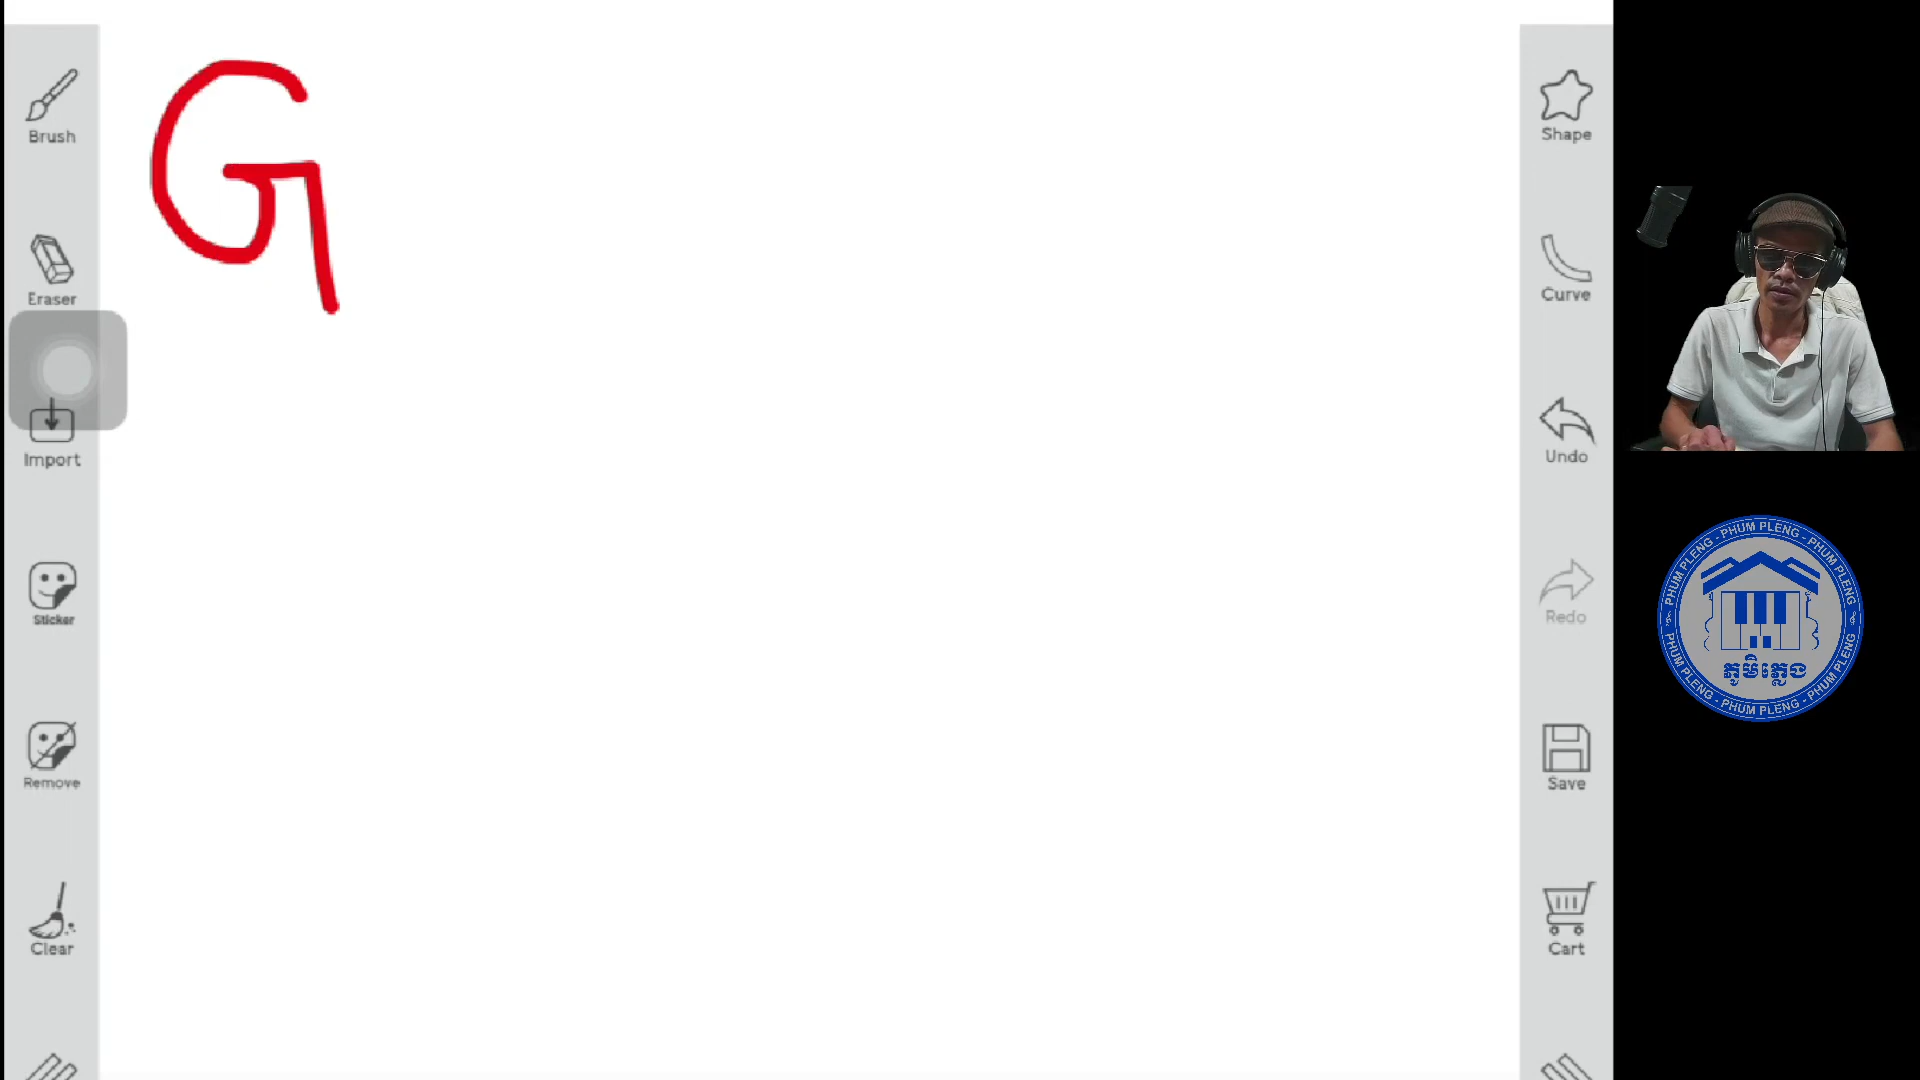 G
Brush
Eraser
Import
Sticker
Remove
Clear
Shape
Curve
Undo
Redo
Save
Cart
PHUM PLENG - PHUM PLENG - PHUM PLENG - PHUM PLENG - PHUM PLENG - PHUM PLENG
ភូមិភ្លេង